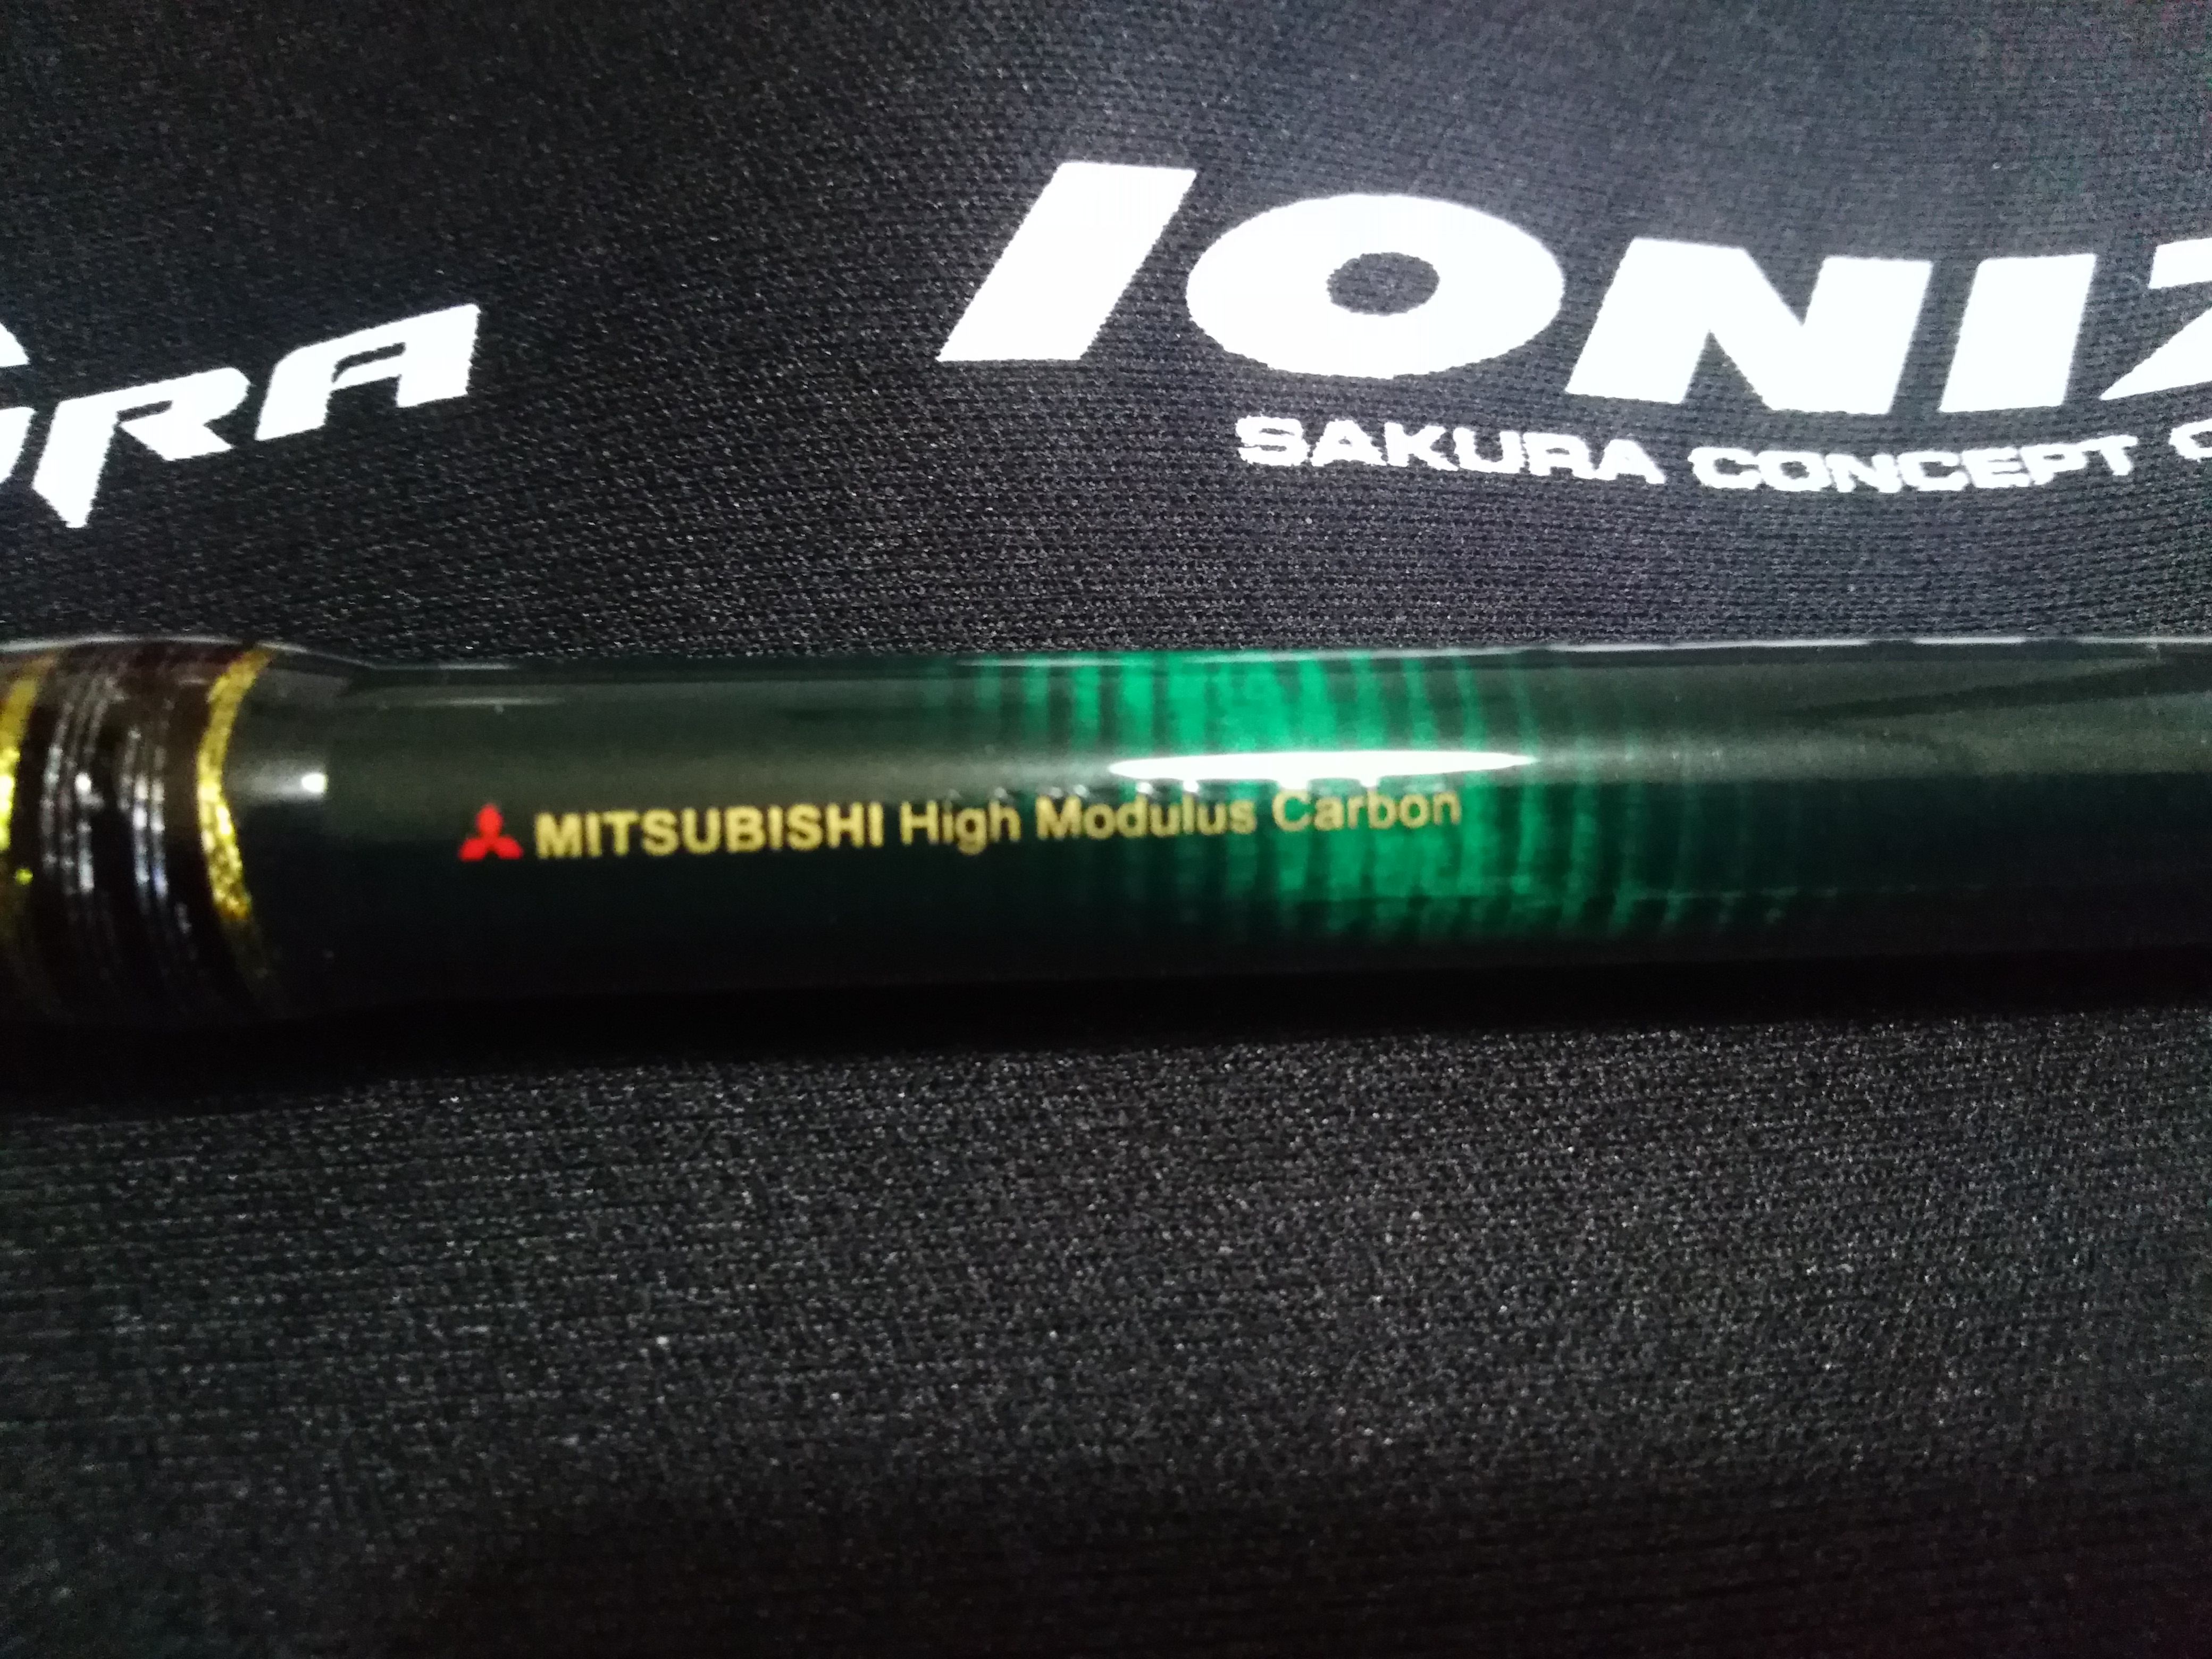 IONIZ
SAKURA CONCEPT
MITSUBISHI High Modulus Carbon